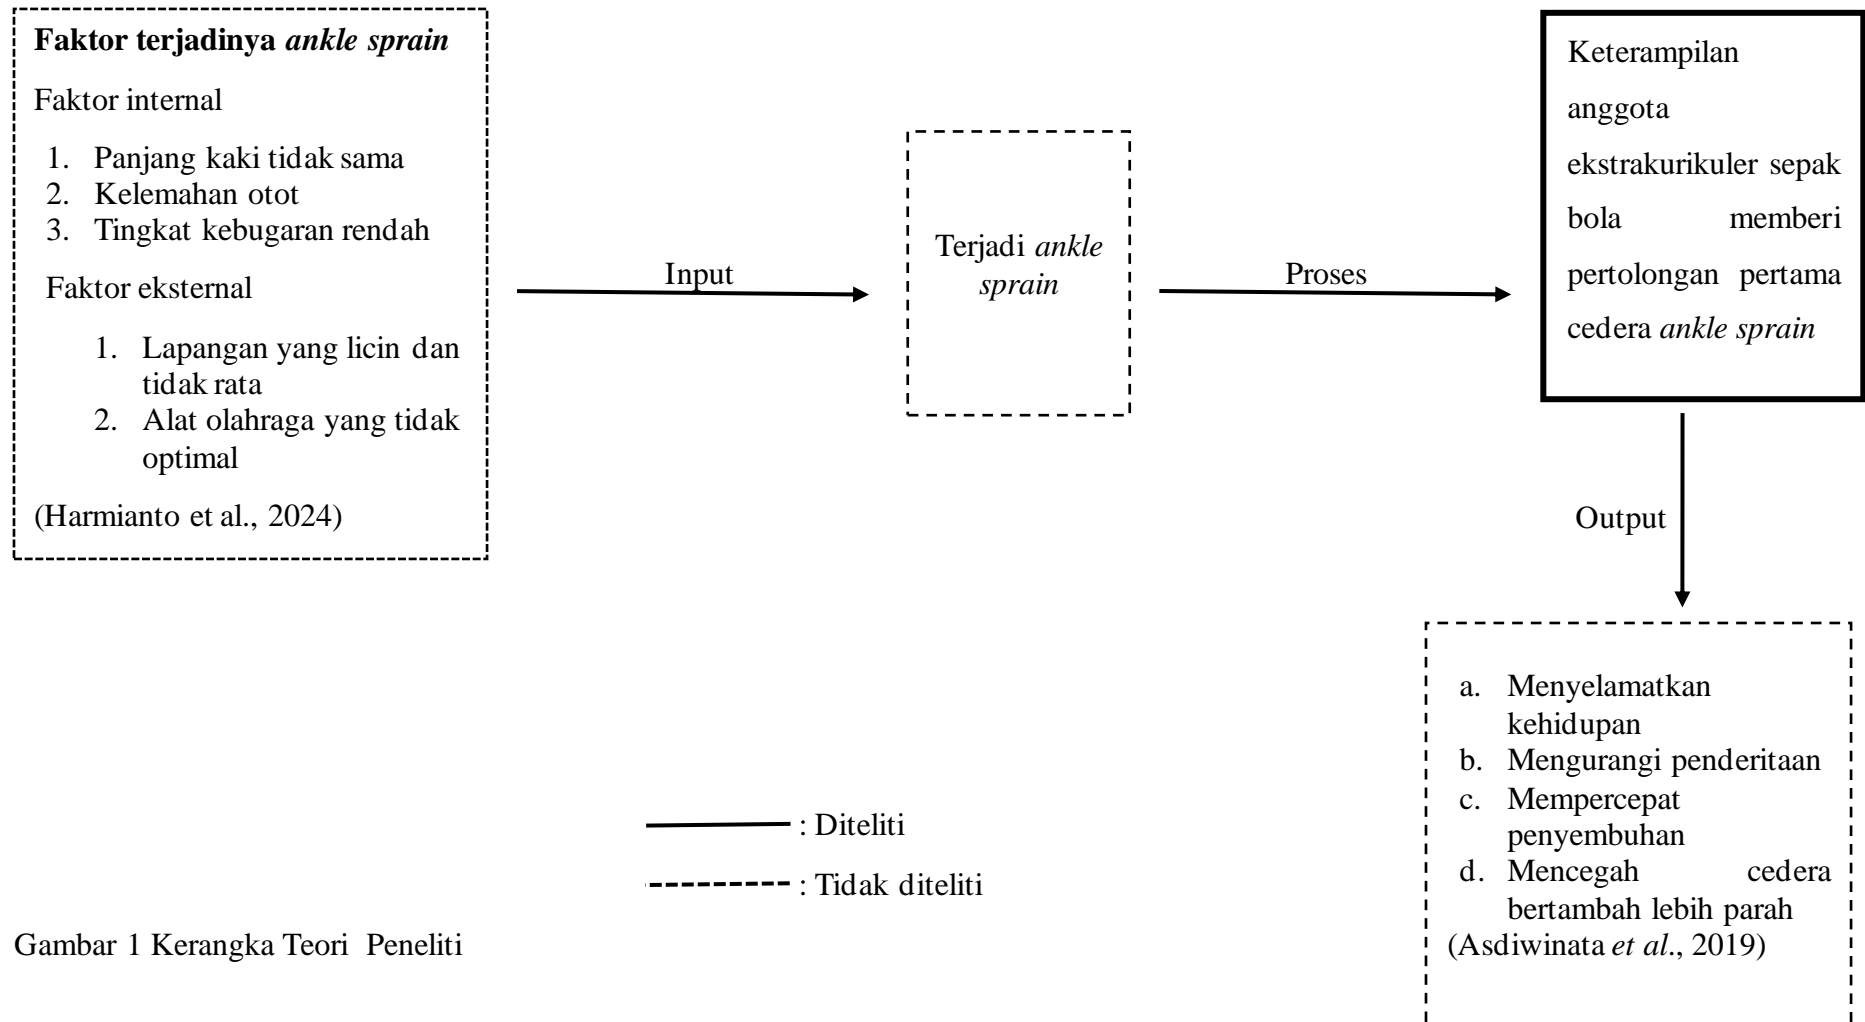 Faktor terjadinya ankle sprain
Faktor internal
1. Panjang kaki tidak sama
2. Kelemahan otot
3. Tingkat kebugaran rendah
Faktor eksternal
1. Lapangan yang licin dan
tidak rata
2. Alat olahraga yang tidak
optimal
(Harmianto et al., 2024)
Input
Terjadi ankle
sprain
Proses
Keterampilan
anggota
ekstrakurikuler sepak
bola memberi
pertolongan pertama
cedera ankle sprain
Output
a. Menyelamatkan
kehidupan
b. Mengurangi penderitaan
c. Mempercepat
penyembuhan
d. Mencegah cedera
bertambah lebih parah
(Asdiwinata et al., 2019)
: Diteliti
: Tidak diteliti
Gambar 1 Kerangka Teori Peneliti